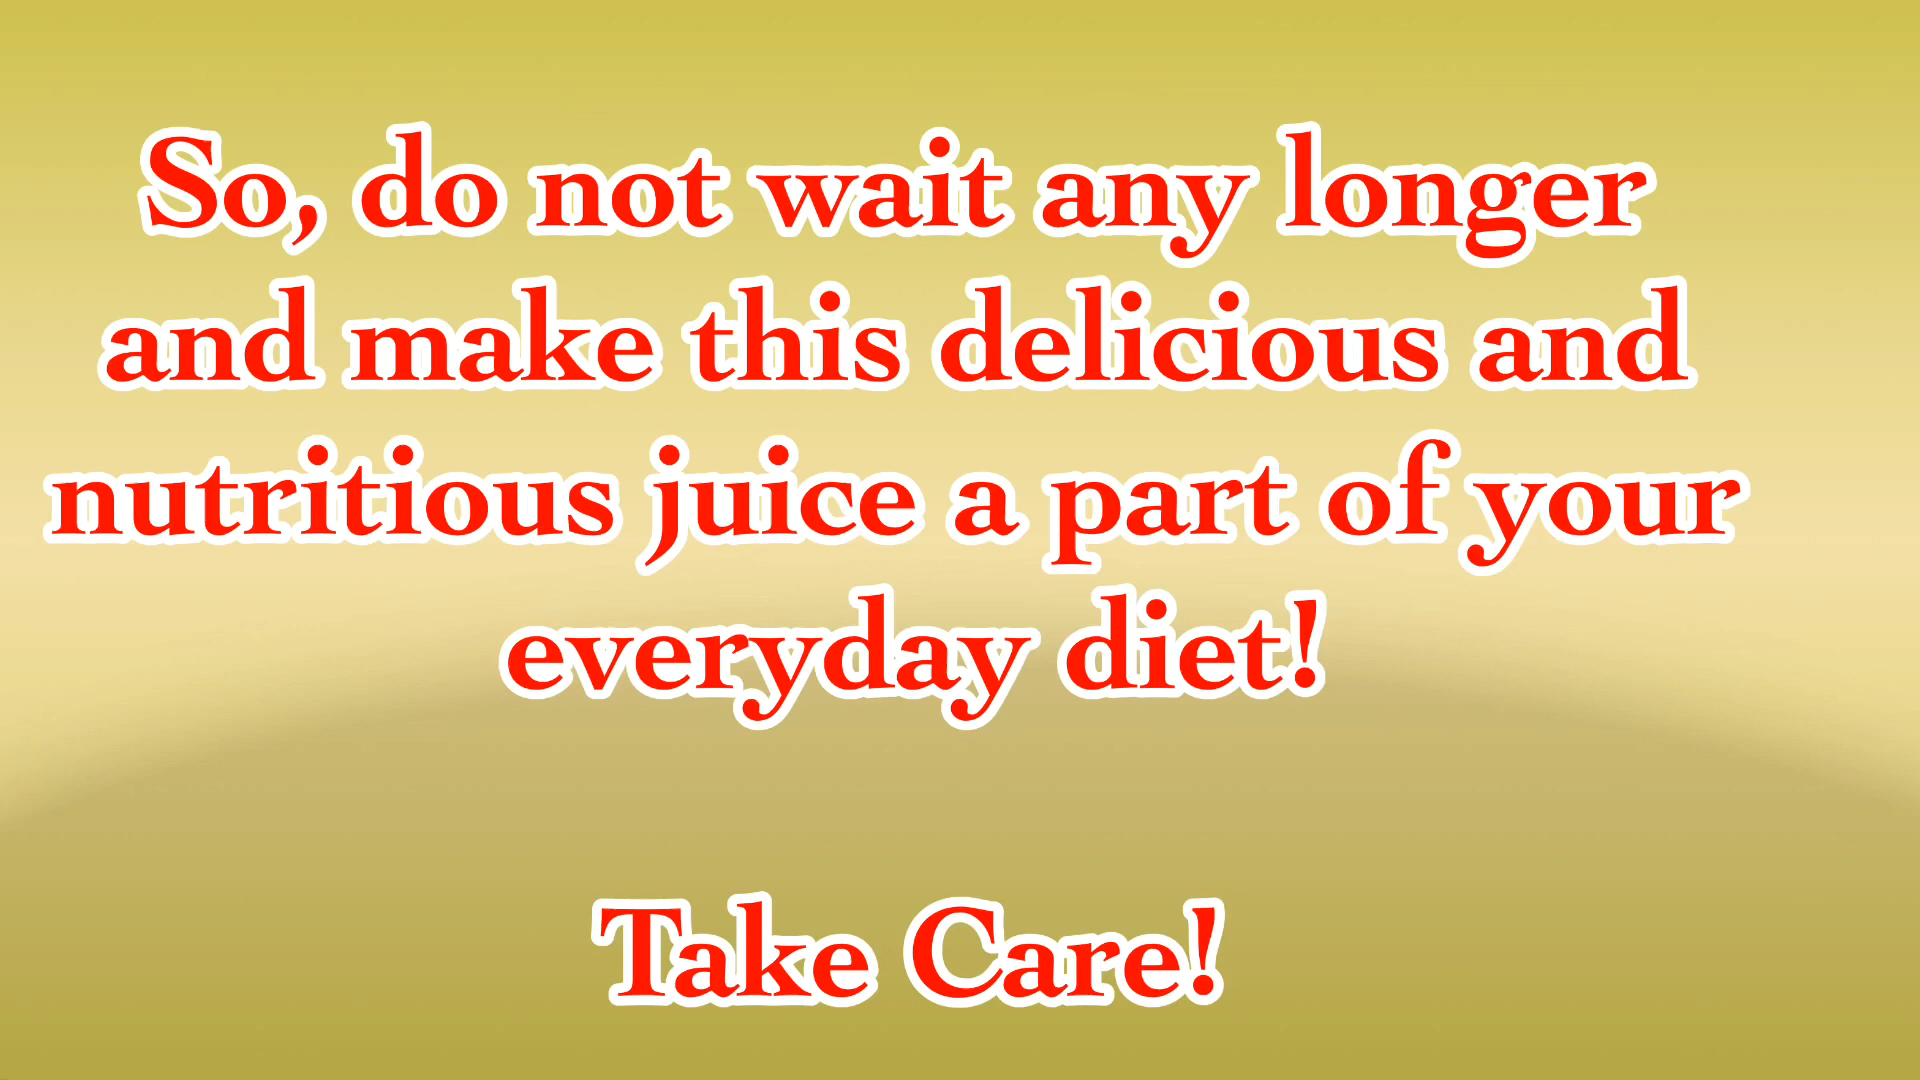 So, do not wait any longer
and make this delicious and
nutritious juice a part of your
everyday diet!
Take Care!